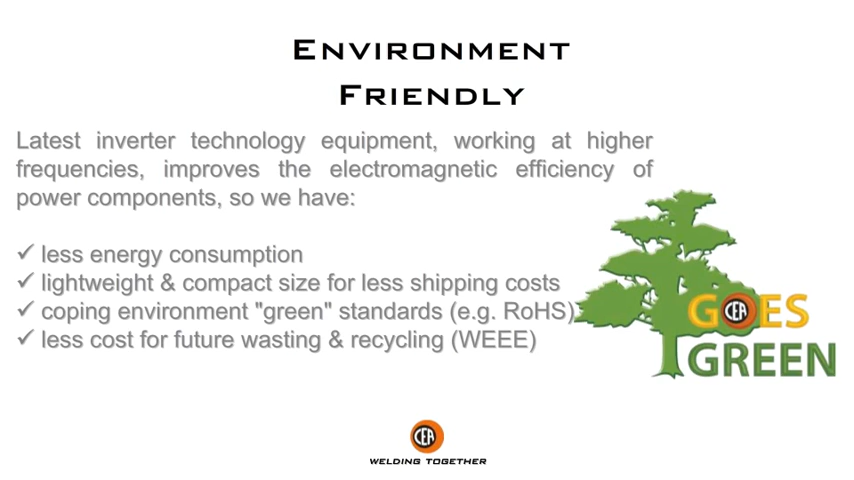 ENVIRONMENT
FRIENDLY
Latest inverter technology equipment, working at higher
frequencies, improves the electromagnetic efficiency of
power components, so we have:
✓ less energy consumption
✓ lightweight & compact size for less shipping costs
✓ coping environment "green" standards (e.g. RoHS)
✓ less cost for future wasting & recycling (WEEE)
GOES
CEA
GREEN
CEA
WELDING TOGETHER